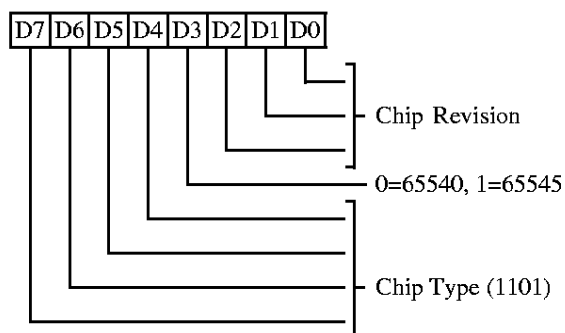 D7 D6 D5 D4 D3 D2 D1 D0
Chip Revision
0=65540, 1=65545
Chip Type (1101)